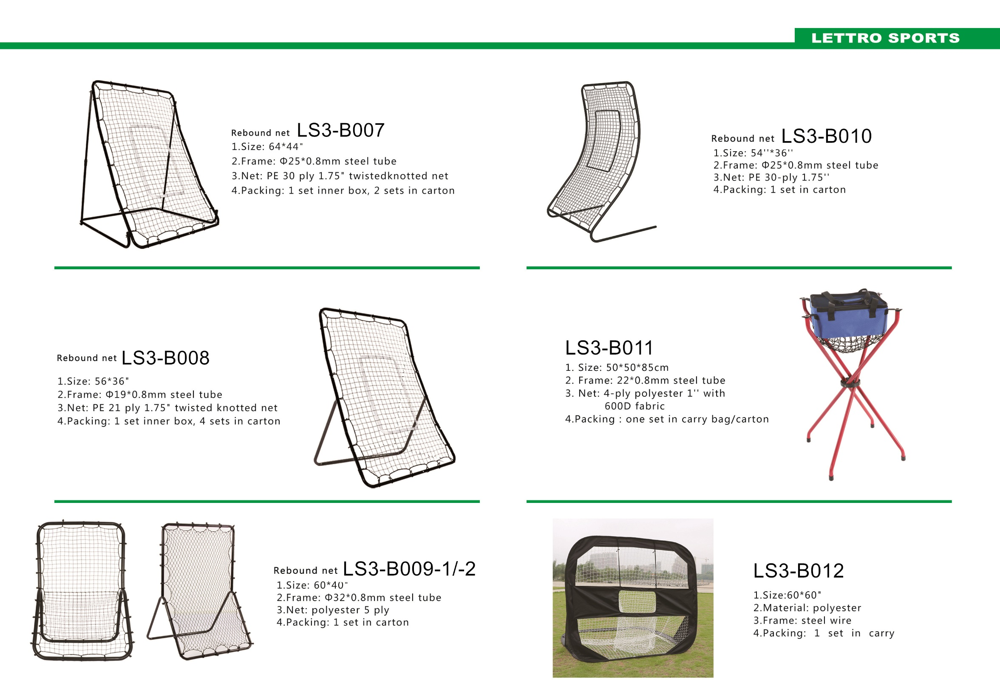 LETTRO SPORTS
Rebound net LS3-B007
1.Size: 64*44"
2.Frame: Φ25*0.8mm steel tube
3.Net: PE 30 ply 1.75" twistedknotted net
4.Packing: 1 set inner box, 2 sets in carton
Rebound net LS3-B008
1.Size: 56*36"
2.Frame: Φ19*0.8mm steel tube
3.Net: PE 21 ply 1.75" twisted knotted net
4.Packing: 1 set inner box, 4 sets in carton
Rebound net LS3-B009-1/-2
1.Size: 60*40"
2.Frame: Φ32*0.8mm steel tube
3.Net: polyester 5 ply
4.Packing: 1 set in carton
Rebound net LS3-B010
1.Size: 54''*36''
2.Frame: Φ25*0.8mm steel tube
3.Net: PE 30-ply 1.75''
4.Packing: 1 set in carton
LS3-B011
1. Size: 50*50*85cm
2. Frame: 22*0.8mm steel tube
3. Net: 4-ply polyester 1'' with
600D fabric
4.Packing : one set in carry bag/carton
LS3-B012
1.Size:60*60"
2.Material: polyester
3.Frame: steel wire
4.Packing: 1 set in carry